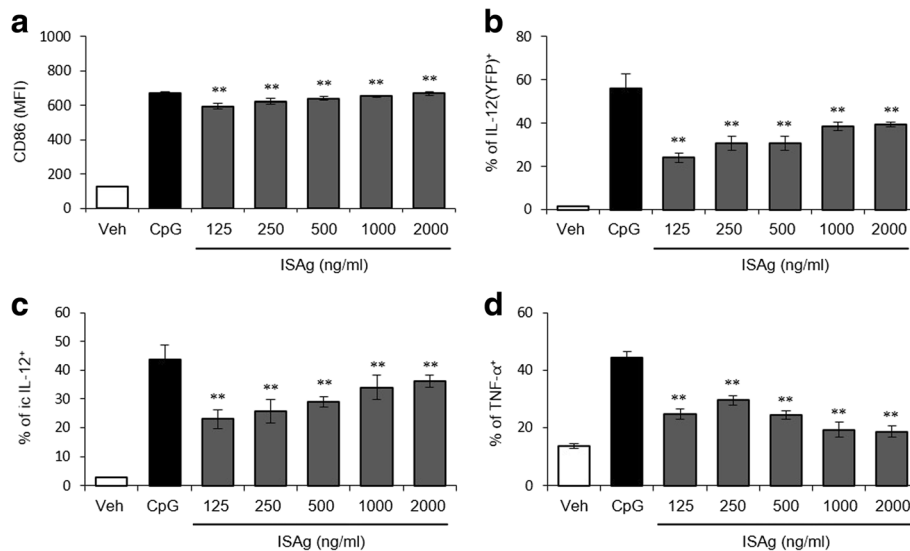 a
1000
800
600
400
200
0
CD86 (MFI)
** ** ** ** **
Veh CpG 125 250 500 1000 2000
ISAg (ng/ml)
b
80
60
40
20
0
% of IL-12(YFP)⁺
** ** ** ** **
Veh CpG 125 250 500 1000 2000
ISAg (ng/ml)
c
60
50
40
30
20
10
0
% of ic IL-12⁺
** ** ** ** **
Veh CpG 125 250 500 1000 2000
ISAg (ng/ml)
d
60
40
20
0
% of TNF-α⁺
** ** ** ** **
Veh CpG 125 250 500 1000 2000
ISAg (ng/ml)